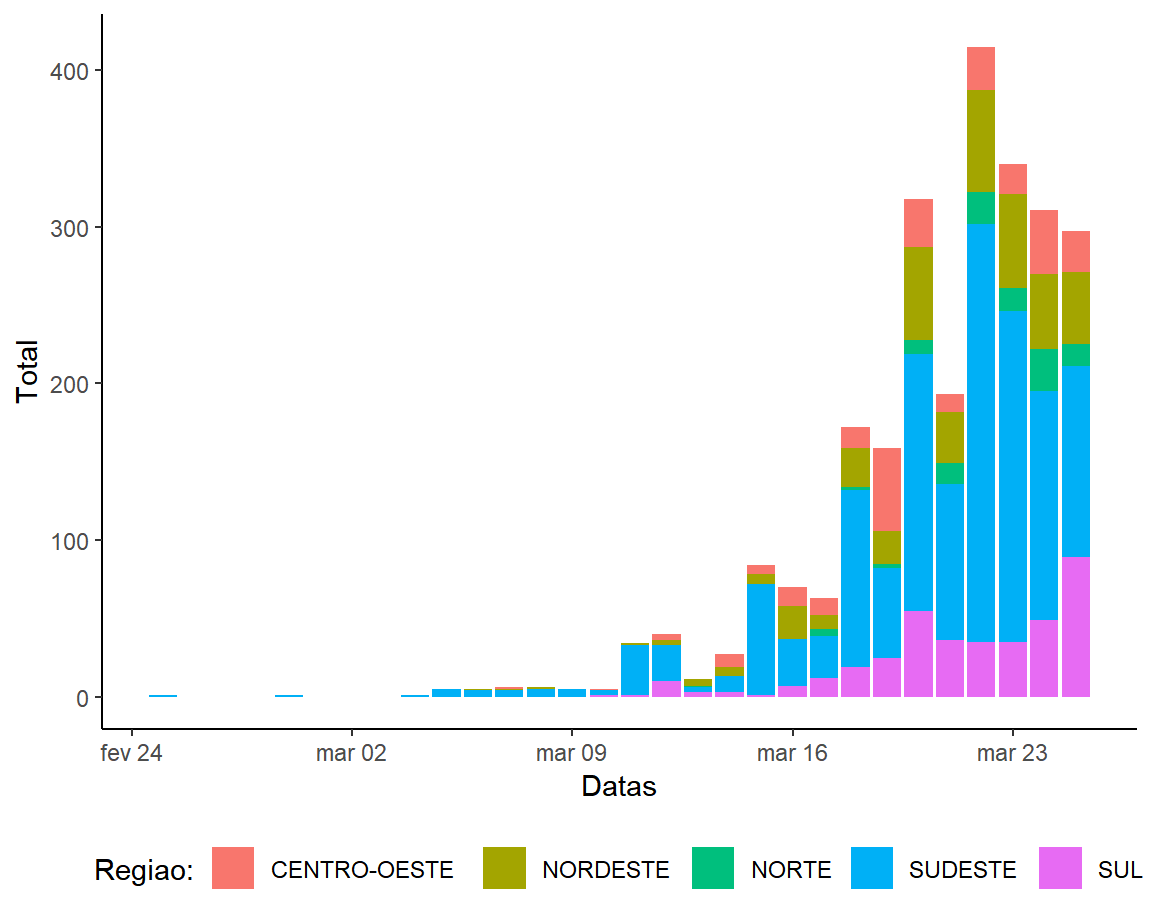 400
300
200
100
0
Total
fev 24 mar 02 mar 09 mar 16 mar 23
Datas
Regiao: CENTRO-OESTE NORDESTE NORTE SUDESTE SUL